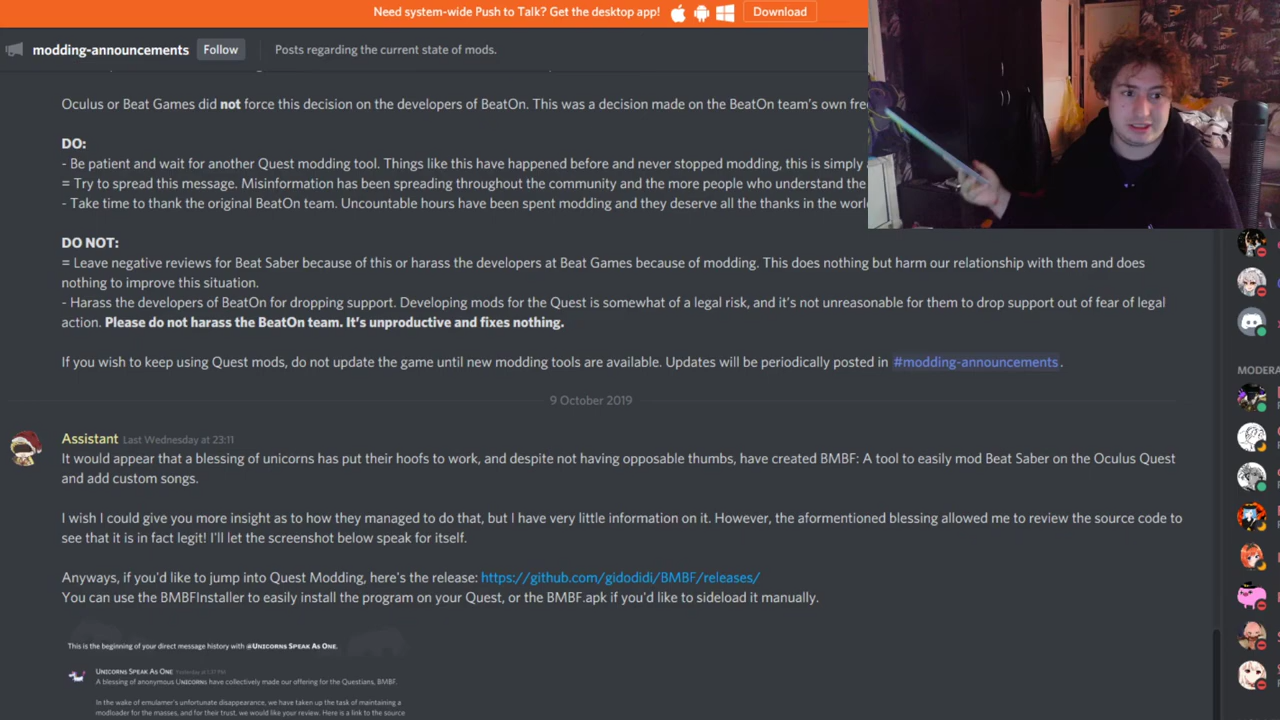 Need system-wide Push to Talk? Get the desktop app!
Download
modding-announcements
Follow
Posts regarding the current state of mods.
Oculus or Beat Games did not force this decision on the developers of BeatOn. This was a decision made on the BeatOn team's own
DO:
- Be patient and wait for another Quest modding tool. Things like this have happened before and never stopped modding, this is simply
= Try to spread this message. Misinformation has been spreading throughout the community and the more people who understand the
- Take time to thank the original BeatOn team. Uncountable hours have been spent modding and they deserve all the thanks in the
DO NOT:
= Leave negative reviews for Beat Saber because of this or harass the developers at Beat Games because of modding. This does nothing but harm our relationship with them and does
nothing to improve this situation.
- Harass the developers of BeatOn for dropping support. Developing mods for the Quest is somewhat of a legal risk, and it's not unreasonable for them to drop support out of fear of legal
action. Please do not harass the BeatOn team. It's unproductive and fixes nothing.
If you wish to keep using Quest mods, do not update the game until new modding tools are available. Updates will be periodically posted in #modding-announcements.
9 October 2019
MODERA
Assistant Last Wednesday at 23:11
It would appear that a blessing of unicorns has put their hoofs to work, and despite not having opposable thumbs, have created BMBF: A tool to easily mod Beat Saber on the Oculus Quest
and add custom songs.
I wish I could give you more insight as to how they managed to do that, but I have very little information on it. However, the aformentioned blessing allowed me to review the source code to
see that it is in fact legit! I'll let the screenshot below speak for itself.
Anyways, if you'd like to jump into Quest Modding, here's the release: https://github.com/gidodidi/BMBF/releases/
You can use the BMBFInstaller to easily install the program on your Quest, or the BMBF.apk if you'd like to sideload it manually.
This is the beginning of your direct message history with @Unicorns Speak As One.
Unicorns Speak As One Yesterday at 1:51 PM
A blessing of anonymous Unicorns have collectively made our offering for the Questians, BMBF.
In the wake of emulamer's unfortunate disappearance, we have taken up the task of maintaining a
modloader for the masses, and for their trust, we would like your review. Here is a link to the source